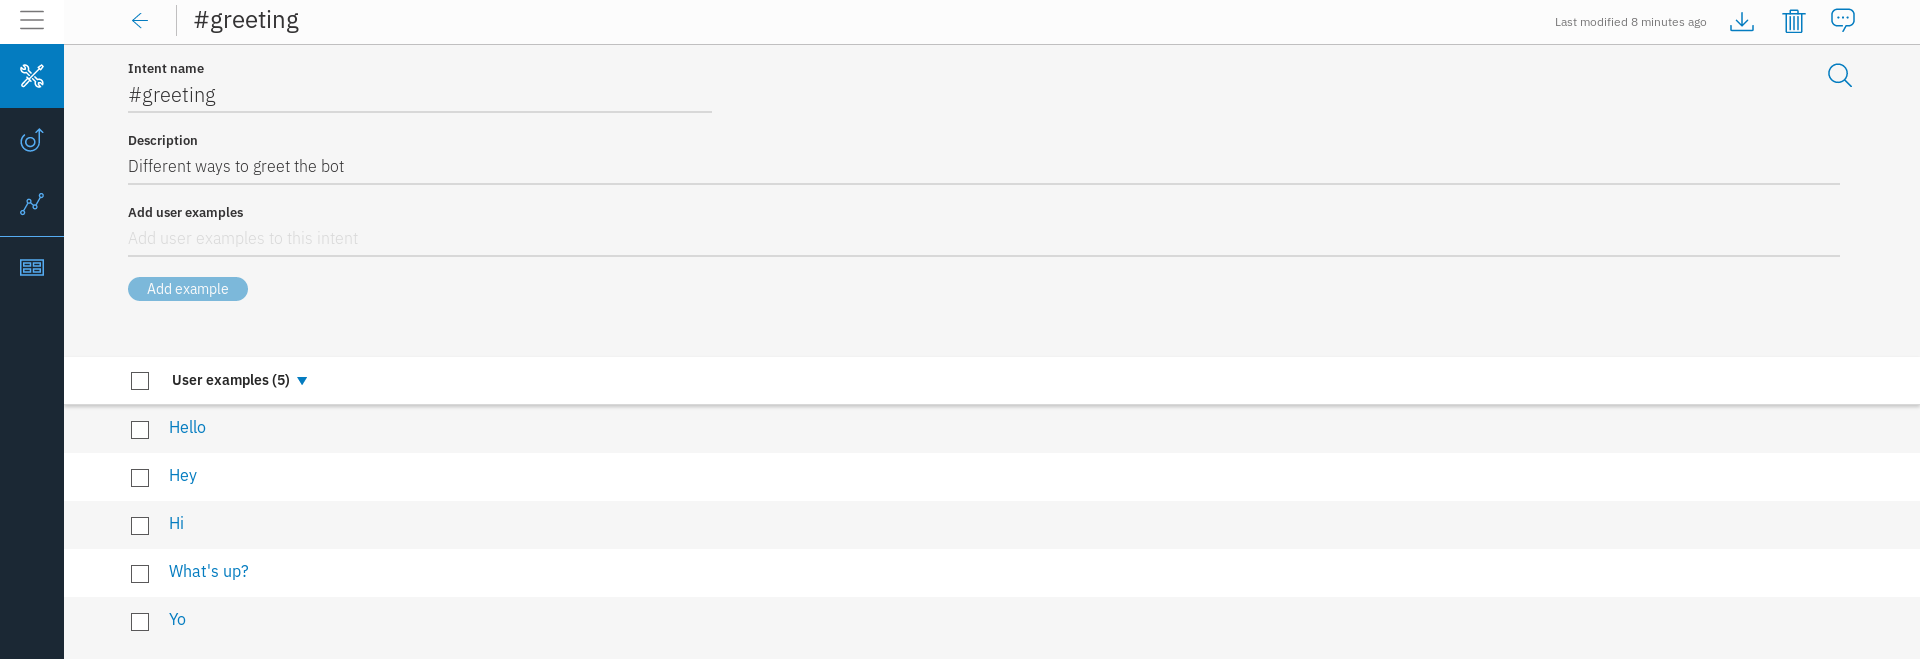 #greeting
Last modified 8 minutes ago
Intent name
#greeting
Description
Different ways to greet the bot
Add user examples
Add user examples to this intent
Add example
User examples (5)
Hello
Hey
Hi
What's up?
Yo